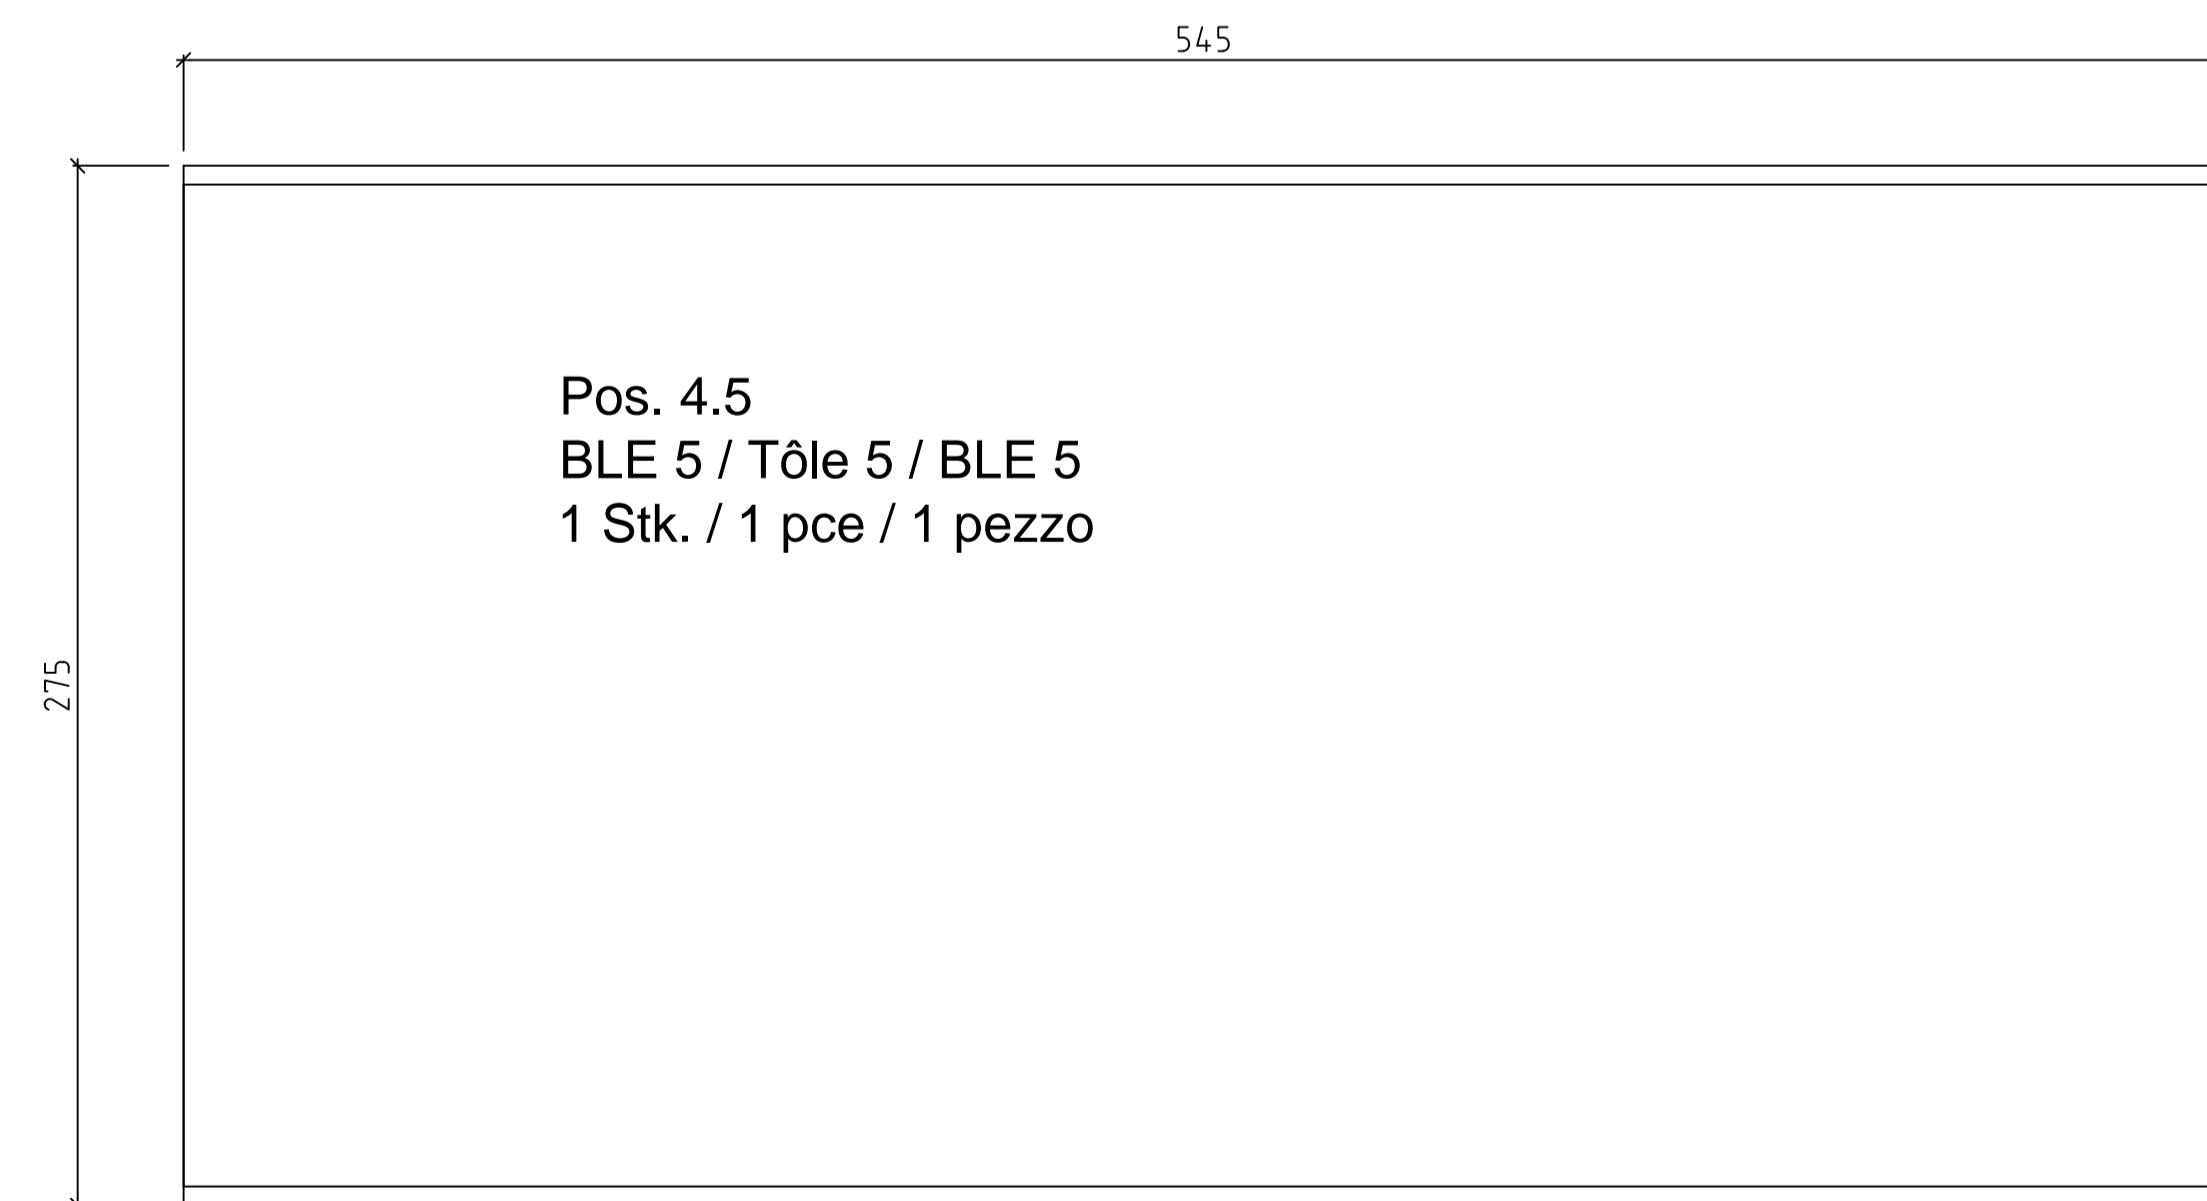 545
Pos. 4.5
BLE 5 / Tôle 5 / BLE 5
1 Stk. / 1 pce / 1 pezzo
275